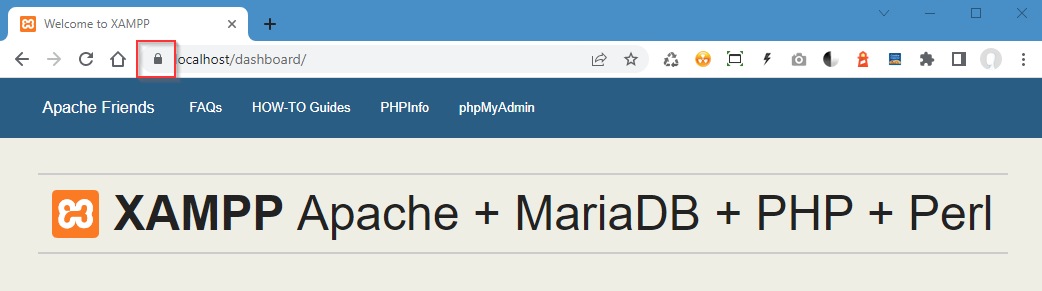 Welcome to XAMPP
localhost/dashboard/
Apache Friends FAQs HOW-TO Guides PHPInfo phpMyAdmin
XAMPP Apache + MariaDB + PHP + Perl